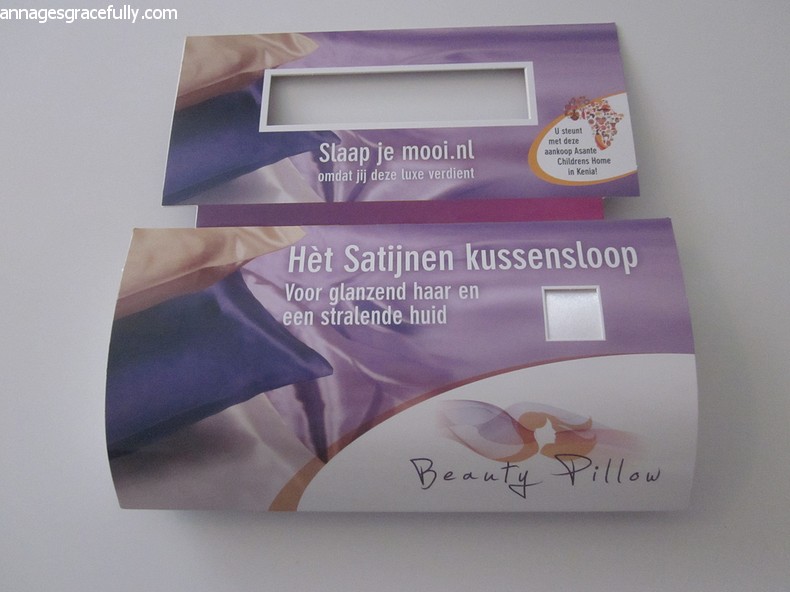 annagesgracefully.com
Slaap je mooi.nl
omdat jij deze luxe verdient
U steunt
met deze
aankoop Asante
Childrens Home
in Kenia!
Hèt Satijnen kussensloop
Voor glanzend haar en
een stralende huid
Beauty Pillow